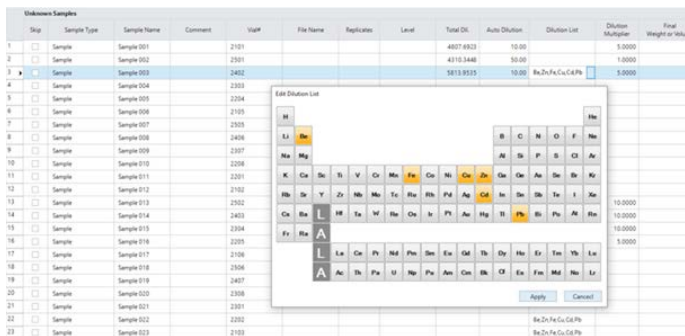 Unknown Samples
Skip Sample Type Sample Name Comment Vial# File Name Replicates Level Total Dil. Auto Dilution Dilution List Dilution Multiplier Final Weight or Volu
1 Sample Sample 001 2101 4607.6923 10.00 5.0000
2 Sample Sample 002 2501 4310.3448 50.00 1.0000
3 Sample Sample 003 2402 5813.9535 10.00 Be,Zn,Fe,Cu,Cd,Pb 5.0000
4 Sample Sample 004 2303
5 Sample Sample 005 2204
6 Sample Sample 006 2105
7 Sample Sample 007 2505
8 Sample Sample 008 2406
9 Sample Sample 009 2307
10 Sample Sample 010 2208
11 Sample Sample 011 2201
12 Sample Sample 012 2102
13 Sample Sample 013 2502 10.0000
14 Sample Sample 014 2403 10.0000
15 Sample Sample 015 2304 10.0000
16 Sample Sample 016 2205 5.0000
17 Sample Sample 017 2106
18 Sample Sample 018 2506
19 Sample Sample 019 2407
20 Sample Sample 020 2308
21 Sample Sample 021 2301
22 Sample Sample 022 2202 Be,Zn,Fe,Cu,Cd,Pb
23 Sample Sample 023 2103 Be,Zn,Fe,Cu,Cd,Pb
Edit Dilution List
H He
Li Be B C N O F Ne
Na Mg Al Si P S Cl Ar
K Ca Sc Ti V Cr Mn Fe Co Ni Cu Zn Ga Ge As Se Br Kr
Rb Sr Y Zr Nb Mo Tc Ru Rh Pd Ag Cd In Sn Sb Te I Xe
Cs Ba L Hf Ta W Re Os Ir Pt Au Hg Tl Pb Bi Po At Rn
Fr Ra A
L La Ce Pr Nd Pm Sm Eu Gd Tb Dy Ho Er Tm Yb Lu
A Ac Th Pa U Np Pu Am Cm Bk Cf Es Fm Md No Lr
Apply Cancel